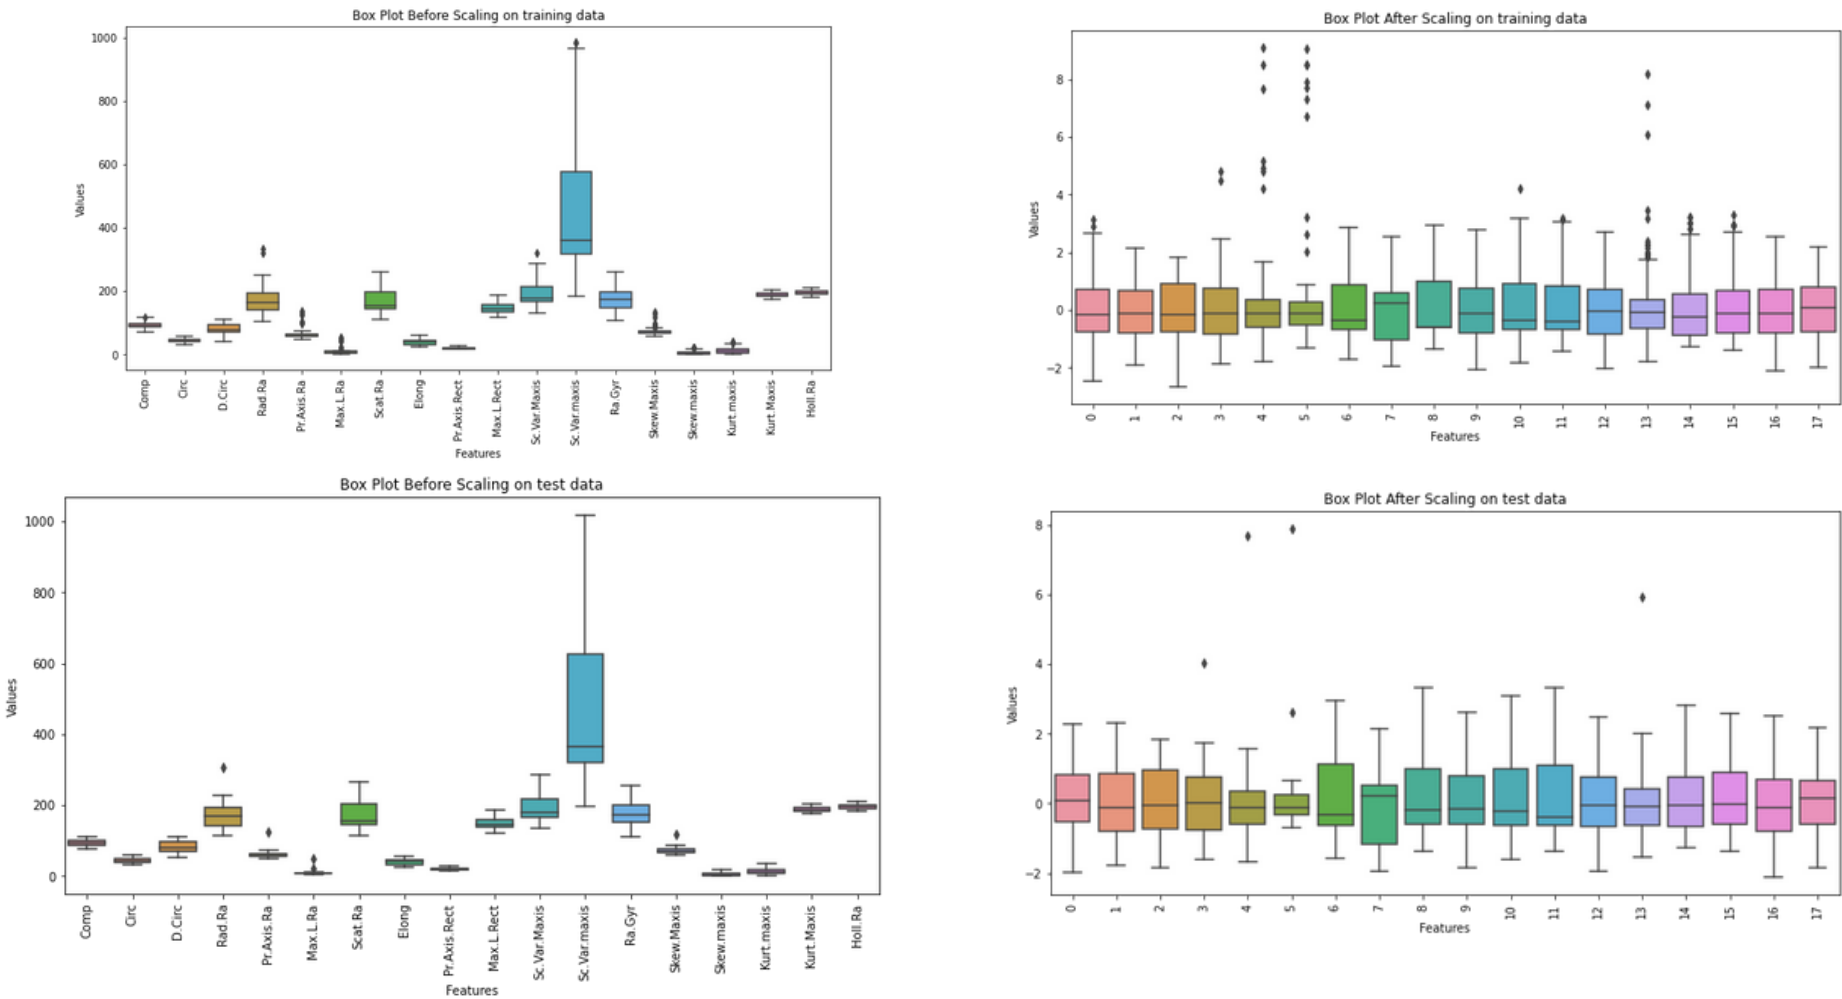 Box Plot Before Scaling on training data
Values
1000
800
600
400
200
0
Comp
Circ
D.Circ
Rad.Ra
Pr.Axis.Ra
Max.L.Ra
Scat.Ra
Elong
Pr.Axis.Rect
Max.L.Rect
Sc.Var.Maxis
Sc.Var.maxis
Ra.Gyr
Skew.Maxis
Skew.maxis
Kurt.maxis
Kurt.Maxis
Holl.Ra
Features
Box Plot After Scaling on training data
Values
8
6
4
2
0
−2
0
1
2
3
4
5
6
7
8
9
10
11
12
13
14
15
16
17
Features
Box Plot Before Scaling on test data
Values
1000
800
600
400
200
0
Comp
Circ
D.Circ
Rad.Ra
Pr.Axis.Ra
Max.L.Ra
Scat.Ra
Elong
Pr.Axis.Rect
Max.L.Rect
Sc.Var.Maxis
Sc.Var.maxis
Ra.Gyr
Skew.Maxis
Skew.maxis
Kurt.maxis
Kurt.Maxis
Holl.Ra
Features
Box Plot After Scaling on test data
Values
8
6
4
2
0
−2
0
1
2
3
4
5
6
7
8
9
10
11
12
13
14
15
16
17
Features